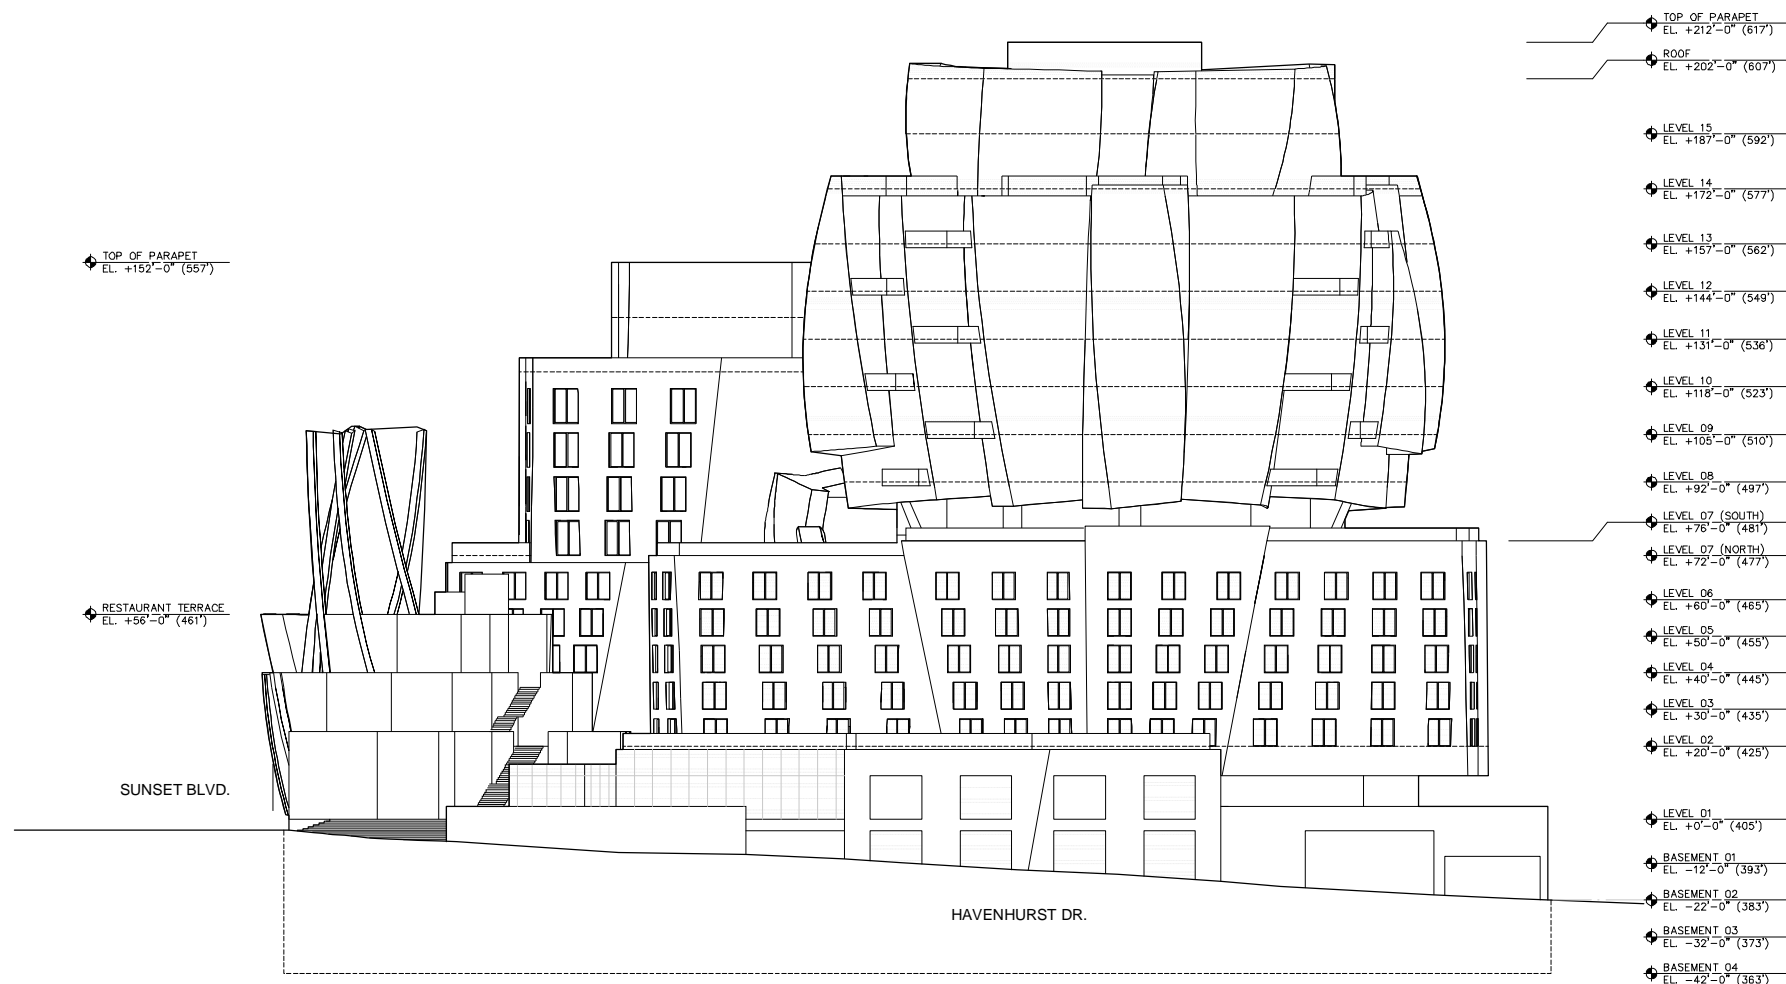 TOP OF PARAPET
EL. +152'-0" (557')
RESTAURANT TERRACE
EL. +56'-0" (461')
SUNSET BLVD.
HAVENHURST DR.
TOP OF PARAPET
EL. +212'-0" (617')
ROOF
EL. +202'-0" (607')
LEVEL 15
EL. +187'-0" (592')
LEVEL 14
EL. +172'-0" (577')
LEVEL 13
EL. +157'-0" (562')
LEVEL 12
EL. +144'-0" (549')
LEVEL 11
EL. +131'-0" (536')
LEVEL 10
EL. +118'-0" (523')
LEVEL 09
EL. +105'-0" (510')
LEVEL 08
EL. +92'-0" (497')
LEVEL 07 (SOUTH)
EL. +76'-0" (481')
LEVEL 07 (NORTH)
EL. +72'-0" (477')
LEVEL 06
EL. +60'-0" (465')
LEVEL 05
EL. +50'-0" (455')
LEVEL 04
EL. +40'-0" (445')
LEVEL 03
EL. +30'-0" (435')
LEVEL 02
EL. +20'-0" (425')
LEVEL 01
EL. +0'-0" (405')
BASEMENT 01
EL. -12'-0" (393')
BASEMENT 02
EL. -22'-0" (383')
BASEMENT 03
EL. -32'-0" (373')
BASEMENT 04
EL. -42'-0" (363')